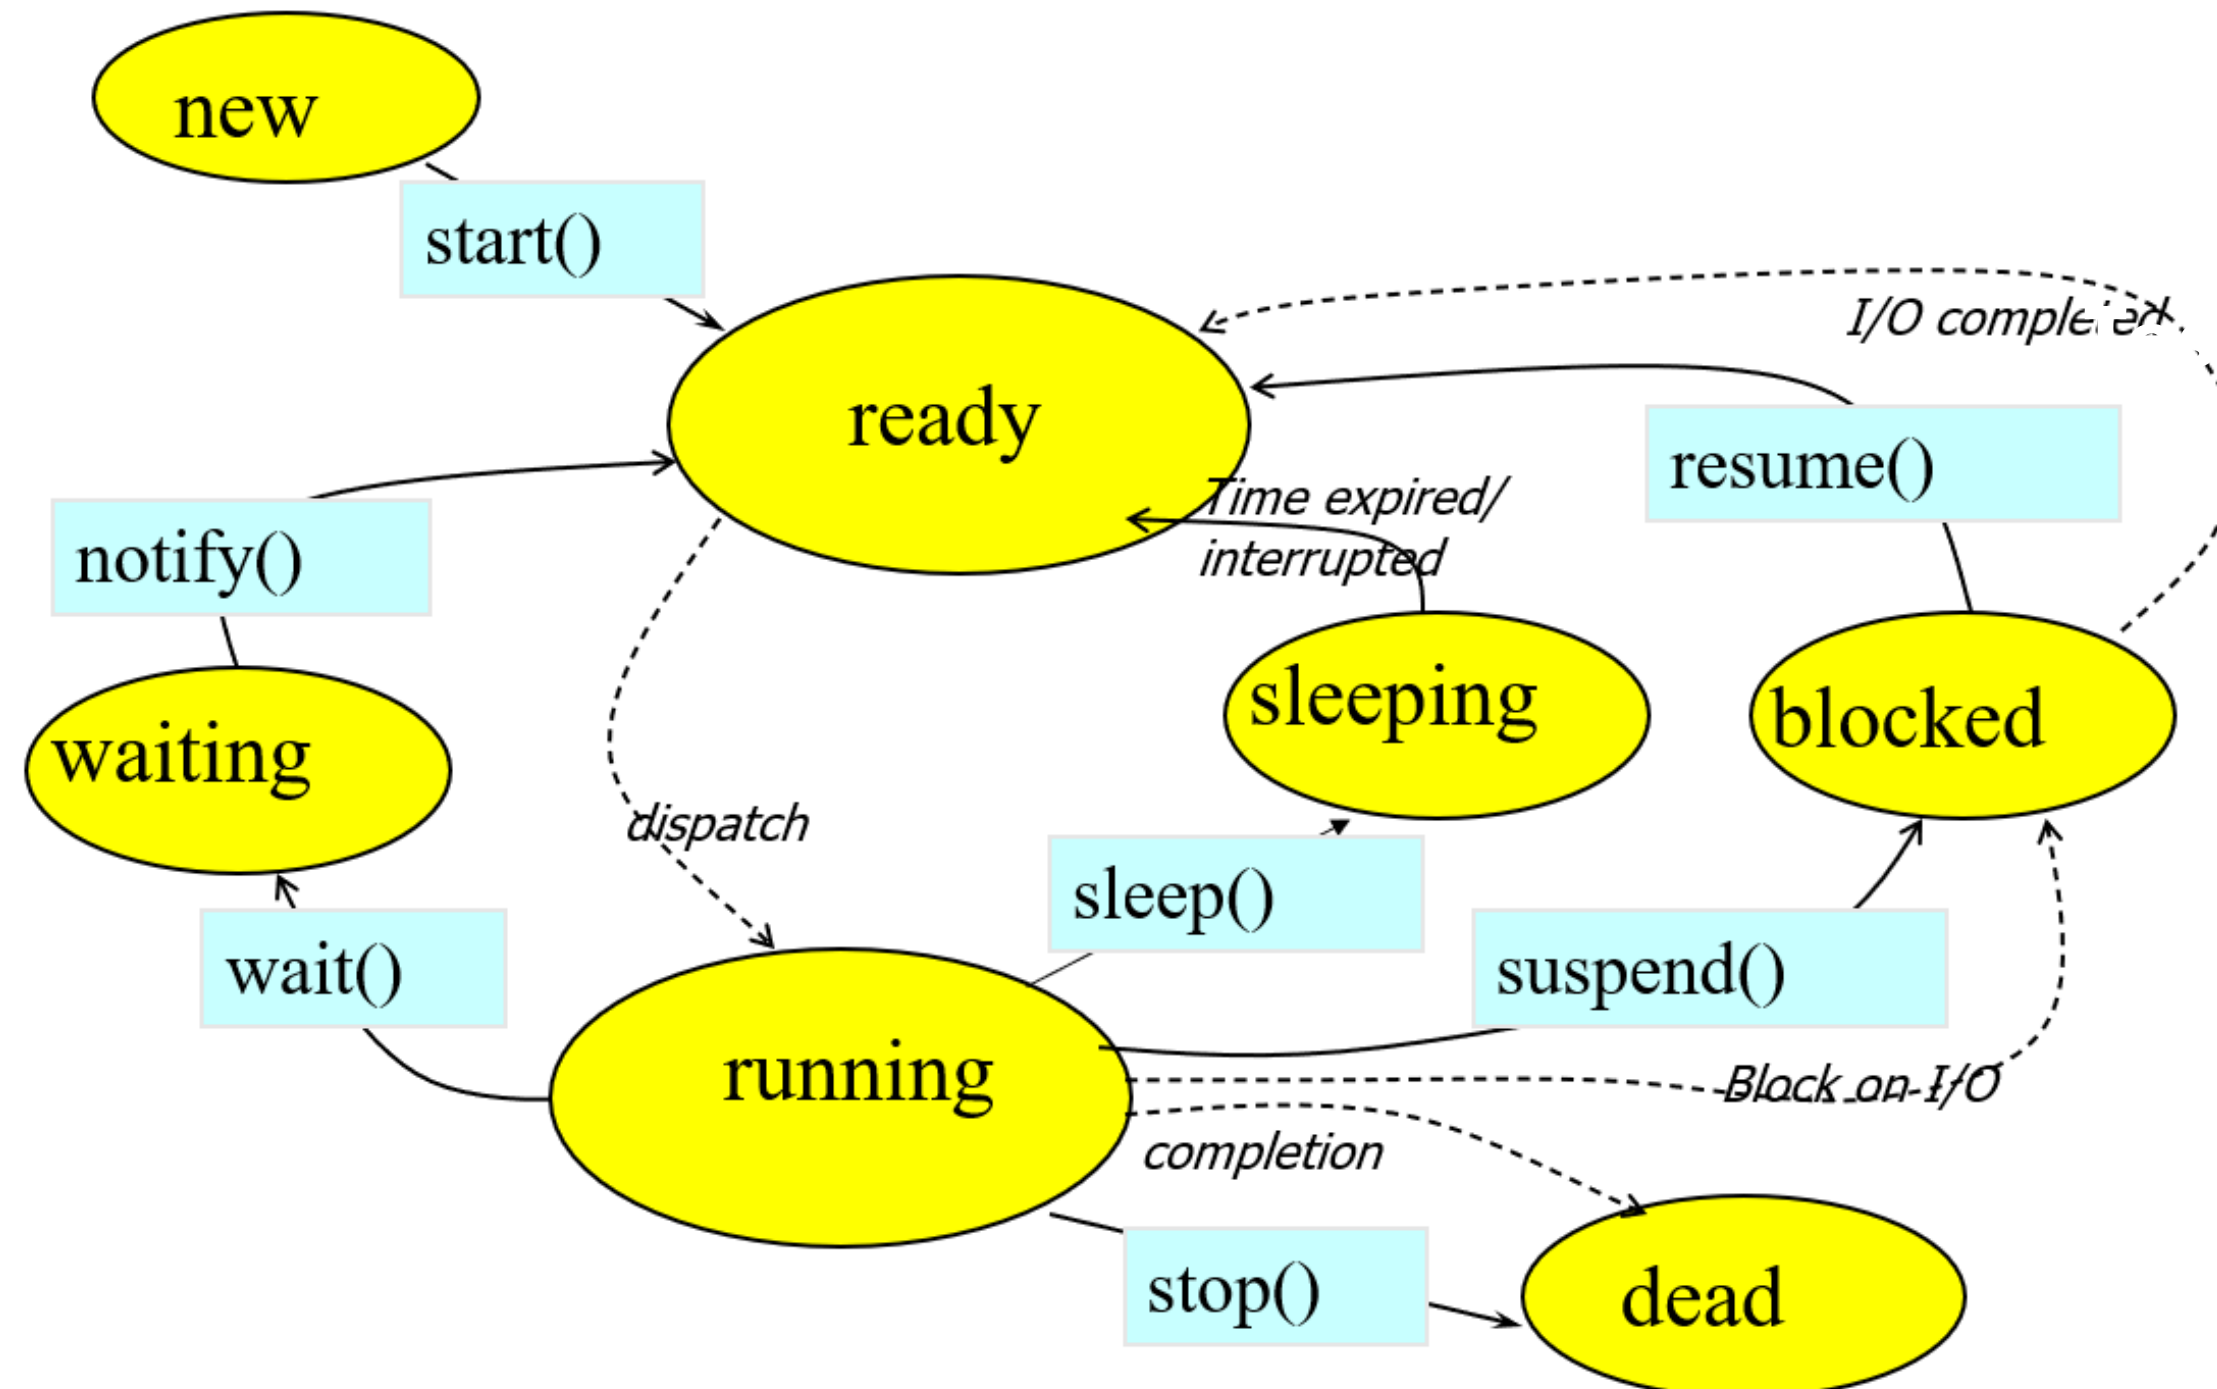 new
start()
I/O completed
ready
resume()
Time expired/
interrupted
notify()
sleeping
blocked
waiting
dispatch
sleep()
wait()
suspend()
running
Block on I/O
completion
stop()
dead